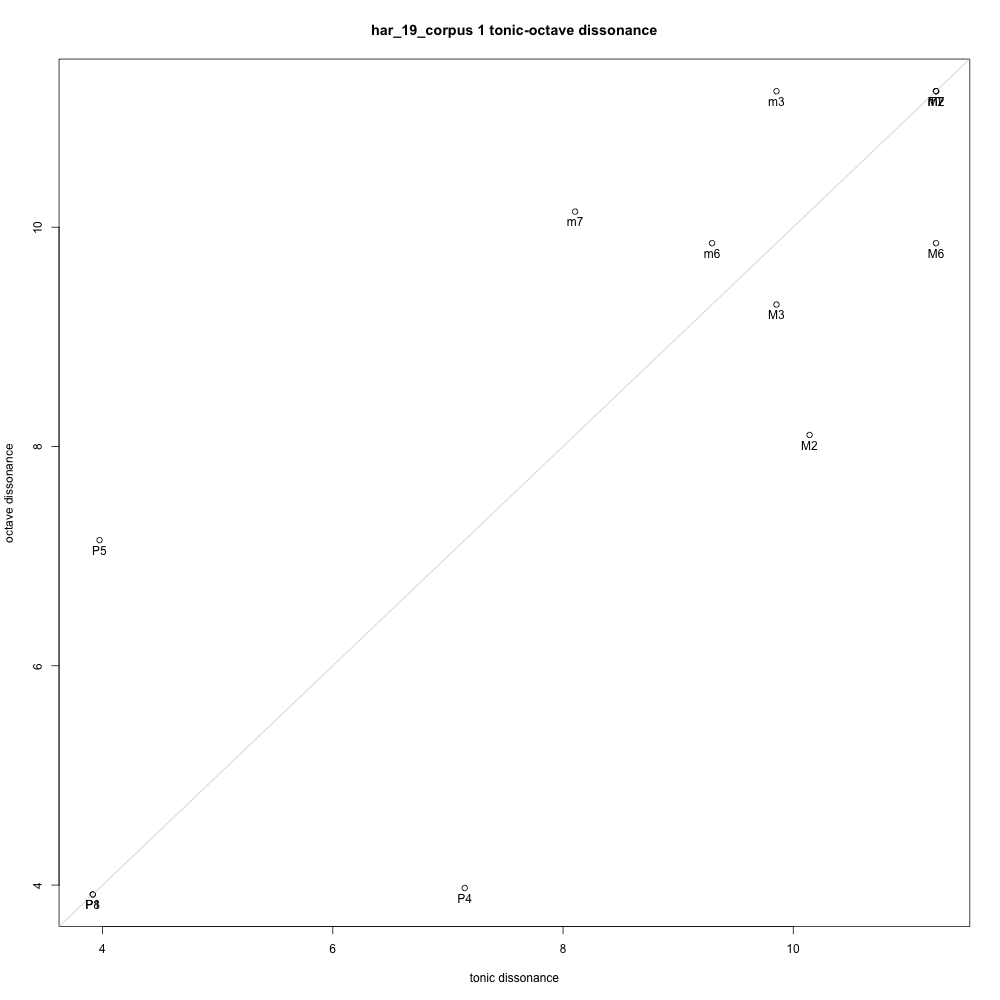 har_19_corpus 1 tonic-octave dissonance
m3
m7
m6
M6
M3
M2
P5
P4
10
8
6
4
octave dissonance
4
6
8
10
tonic dissonance